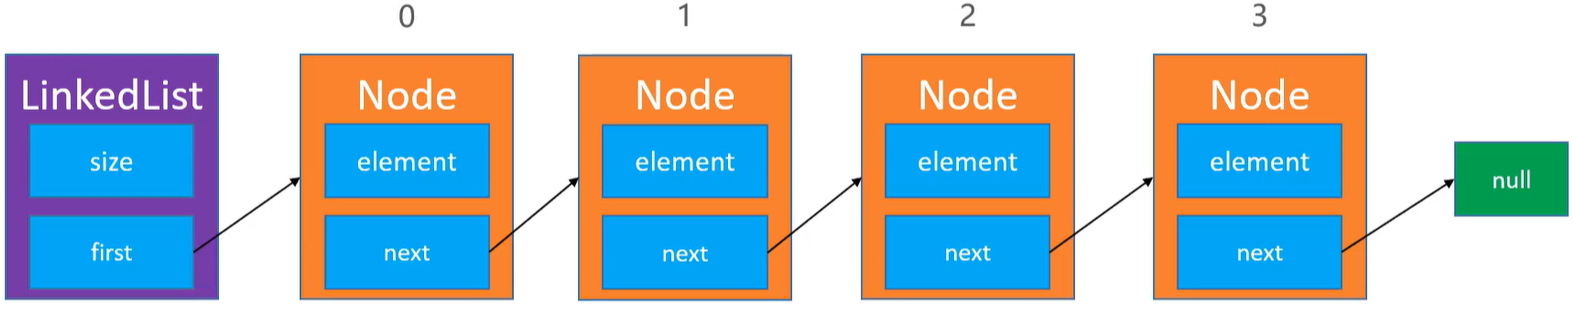 0 1 2 3
LinkedList Node Node Node Node
size element element element element
null
first next next next next